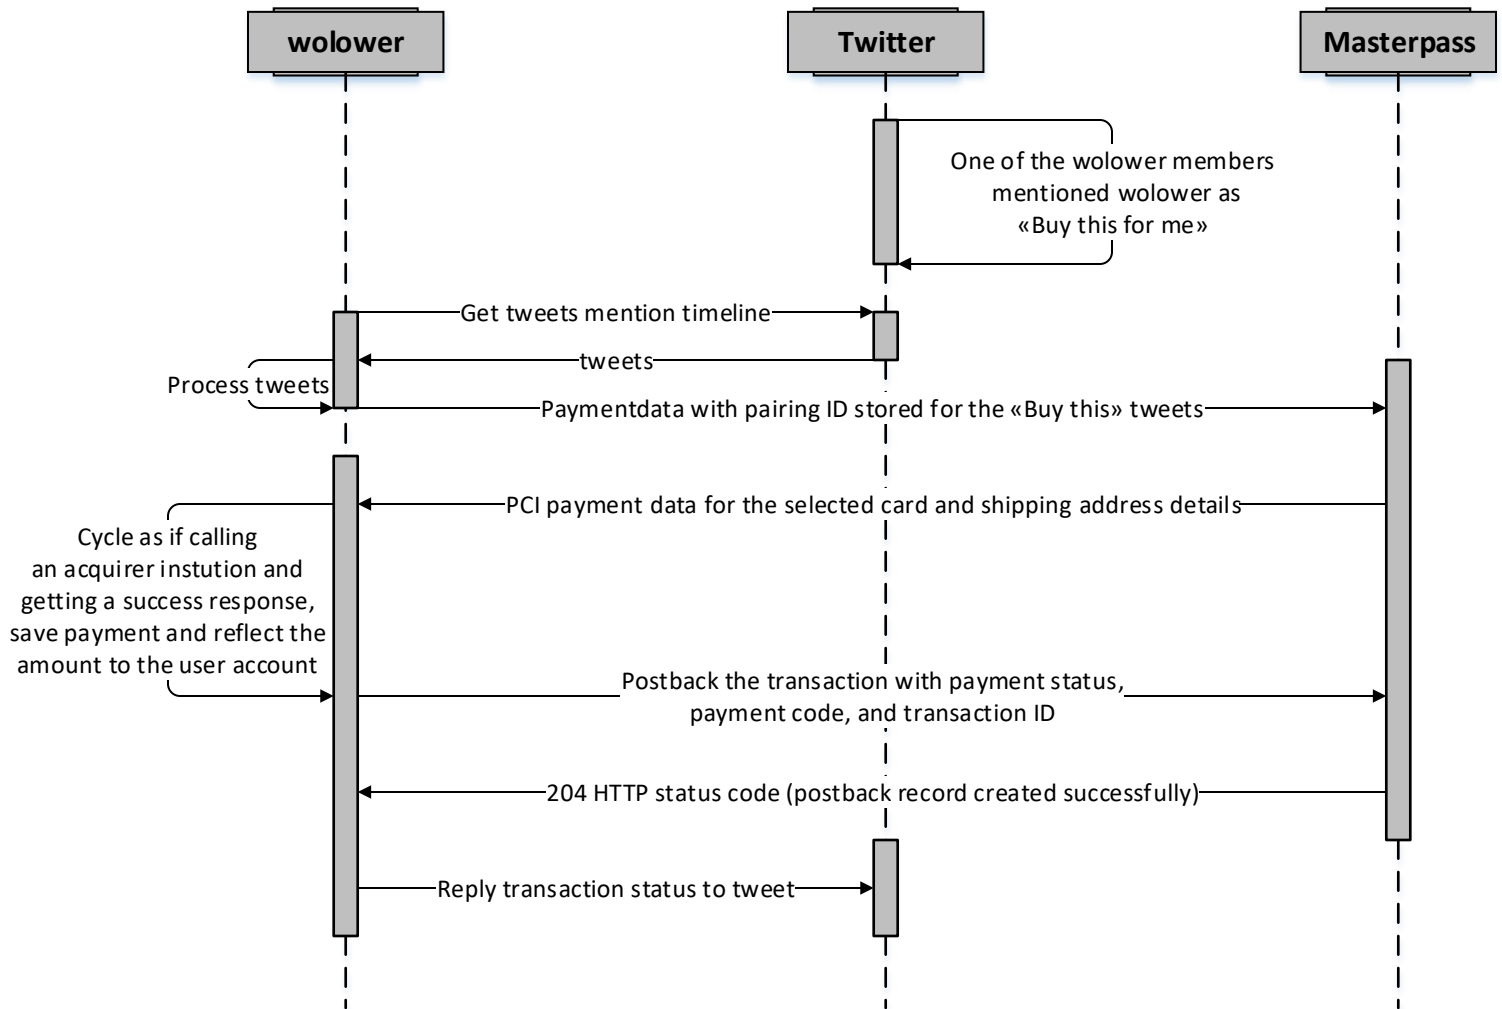 wolower
Twitter
Masterpass
One of the wolower members
mentioned wolower as
«Buy this for me»
Get tweets mention timeline
tweets
Process tweets
Paymentdata with pairing ID stored for the «Buy this» tweets
PCI payment data for the selected card and shipping address details
Cycle as if calling
an acquirer instution and
getting a success response,
save payment and reflect the
amount to the user account
Postback the transaction with payment status,
payment code, and transaction ID
204 HTTP status code (postback record created successfully)
Reply transaction status to tweet